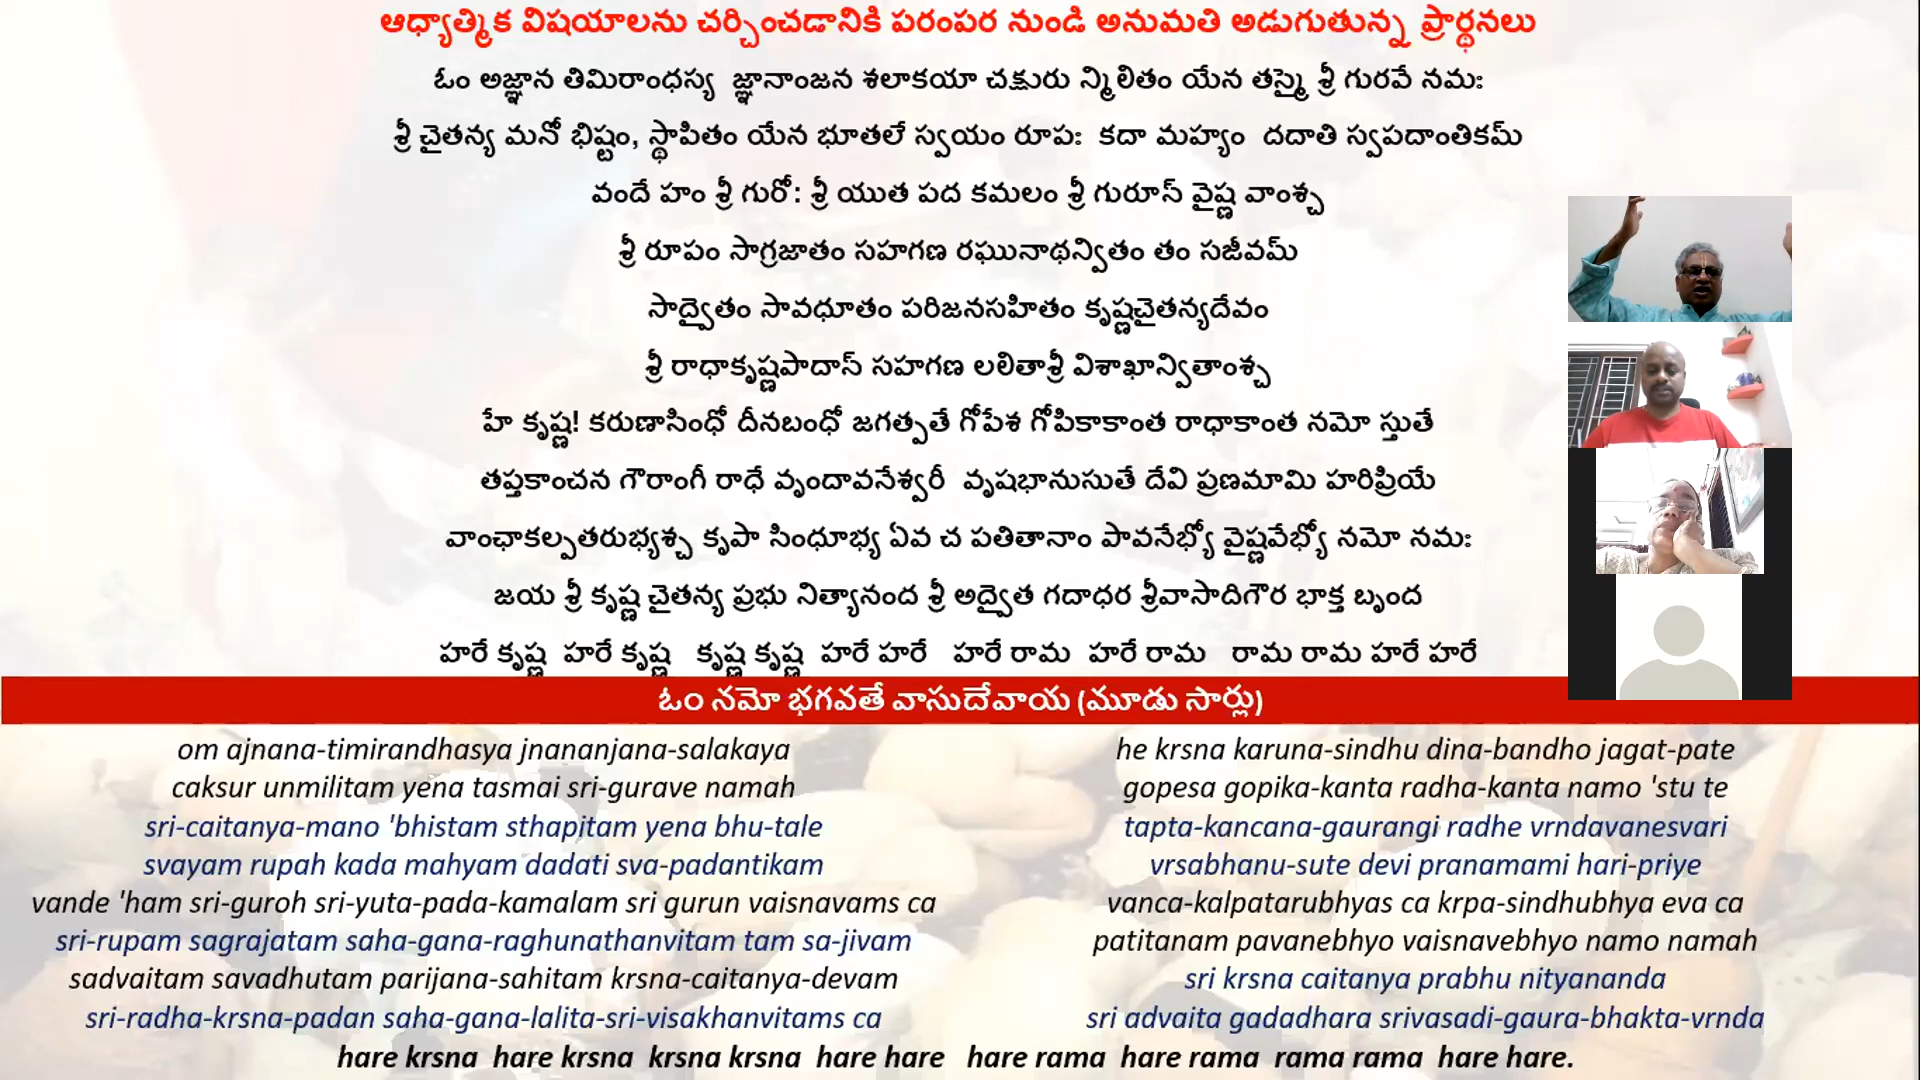 ఆధ్యాత్మిక విషయాలను చర్చించడానికి పరంపర నుండి అనుమతి అడుగుతున్న ప్రార్థనలు
ఓం అజ్ఞాన తిమిరాంధస్య జ్ఞానాంజన శలాకయా చక్షురు న్మిలితం యేన తస్మై శ్రీ గురవే నమః
శ్రీ చైతన్య మనో భిష్టం, స్థాపితం యేన భూతలే స్వయం రూపః కదా మహ్యం దదాతి స్వపదాంతికమ్
వందే హం శ్రీ గురో: శ్రీ యుత పద కమలం శ్రీ గురూన్ వైష్ణ వాంశ్చ
శ్రీ రూపం సాగ్రజాతం సహగణ రఘునాథన్వితం తం సజీవమ్
సాద్వైతం సావధూతం పరిజనసహితం కృష్ణచైతన్యదేవం
శ్రీ రాధాకృష్ణపాదాన్ సహగణ లలితాశ్రీ విశాఖాన్వితాంశ్చ
హే కృష్ణ! కరుణాసింధో దీనబంధో జగత్పతే గోపేశ గోపికాకాంత రాధాకాంత నమో స్తుతే
తప్తకాంచన గౌరాంగీ రాధే వృందావనేశ్వరీ వృషభానుసుతే దేవి ప్రణమామి హరిప్రియే
వాంఛాకల్పతరుభ్యశ్చ కృపా సింధూభ్య ఏవ చ పతితానాం పావనేభ్యో వైష్ణవేభ్యో నమో నమః
జయ శ్రీ కృష్ణ చైతన్య ప్రభు నిత్యానంద శ్రీ అద్వైత గదాధర శ్రీవాసాదిగౌర భాక్త బృంద
హరే కృష్ణ హరే కృష్ణ కృష్ణ కృష్ణ హరే హరే హరే రామ హరే రామ రామ రామ హరే హరే
ఓం నమో భగవతే వాసుదేవాయ (మూడు సార్లు)
om ajnana-timirandhasya jnananjana-salakaya
caksur unmilitam yena tasmai sri-gurave namah
sri-caitanya-mano 'bhistam sthapitam yena bhu-tale
svayam rupah kada mahyam dadati sva-padantikam
vande 'ham sri-guroh sri-yuta-pada-kamalam sri gurun vaisnavams ca
sri-rupam sagrajatam saha-gana-raghunathanvitam tam sa-jivam
sadvaitam savadhutam parijana-sahitam krsna-caitanya-devam
sri-radha-krsna-padan saha-gana-lalita-sri-visakhanvitams ca
he krsna karuna-sindhu dina-bandho jagat-pate
gopesa gopika-kanta radha-kanta namo 'stu te
tapta-kancana-gaurangi radhe vrndavanesvari
vrsabhanu-sute devi pranamami hari-priye
vanca-kalpatarubhyas ca krpa-sindhubhya eva ca
patitanam pavanebhyo vaisnavebhyo namo namah
sri krsna caitanya prabhu nityananda
sri advaita gadadhara srivasadi-gaura-bhakta-vrnda
hare krsna hare krsna krsna krsna hare hare hare rama hare rama rama rama hare hare.